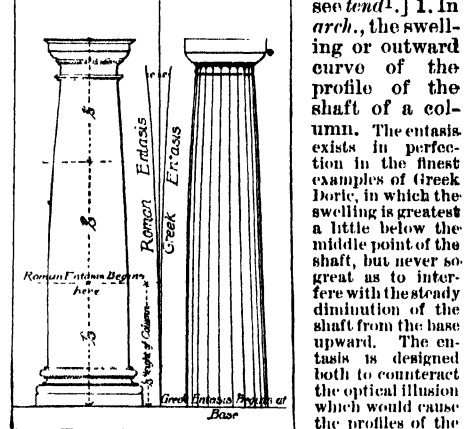 Roman Entasis
Greek Entasis
Roman Entasis Begins
here
Height of Column
Greek Entasis Begins at
Base
see tend¹.] 1. In
arch., the swell-
ing or outward
curve of the
profile of the
shaft of a col-
umn. The entasis
exists in perfec-
tion in the finest
examples of Greek
Doric, in which the
swelling is greatest
a little below the
middle point of the
shaft, but never so
great as to inter-
fere with the steady
diminution of the
shaft from the base
upward. The en-
tasis is designed
both to counteract
the optical illusion
which would cause
the profiles of the